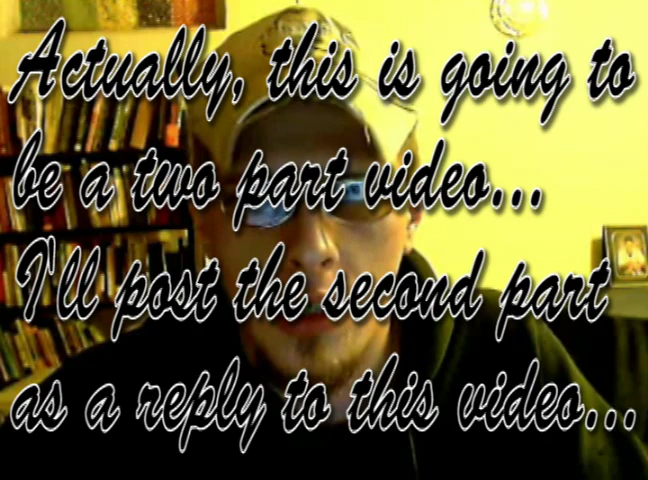 Actually, this is going to
be a two part video...
I'll post the second part
as a reply to this video...